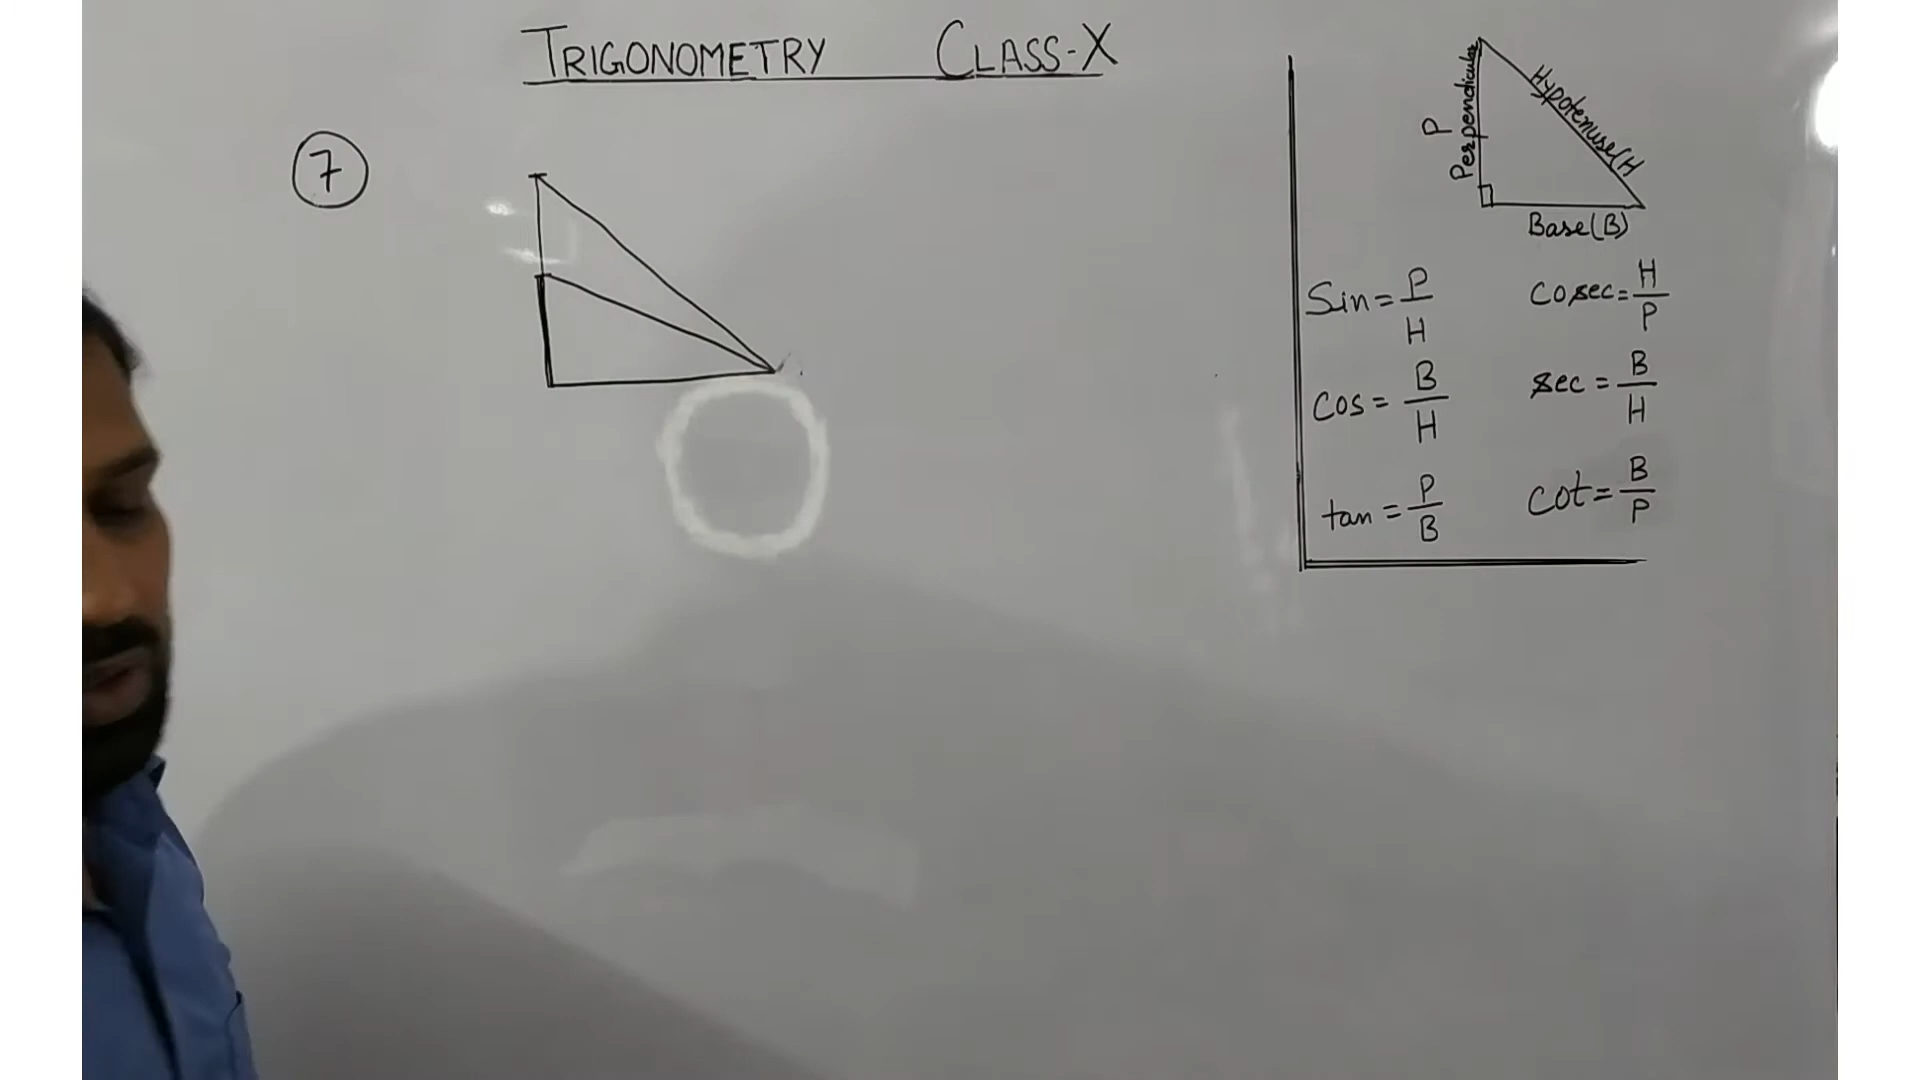 TRIGONOMETRY CLASS-X
7
P
Perpendicular
Hypotenuse(H
Base(B)
Sin = P/H
cosec = H/P
cos = B/H
sec = B/H
tan = P/B
cot = B/P